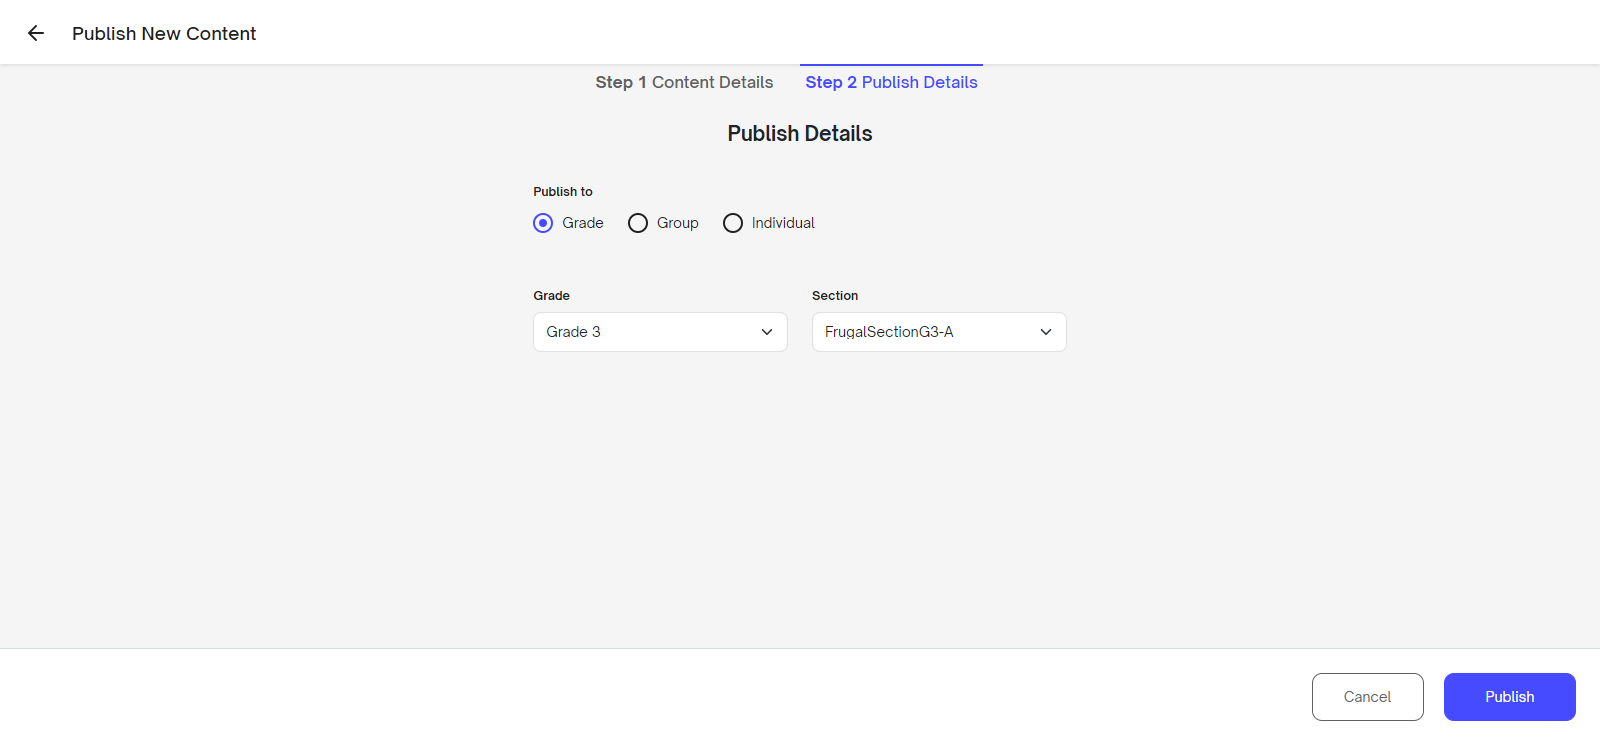 Publish New Content
Step 1 Content Details
Step 2 Publish Details
Publish Details
Publish to
Grade
Group
Individual
Grade
Section
Grade 3
FrugalSectionG3-A
Cancel
Publish